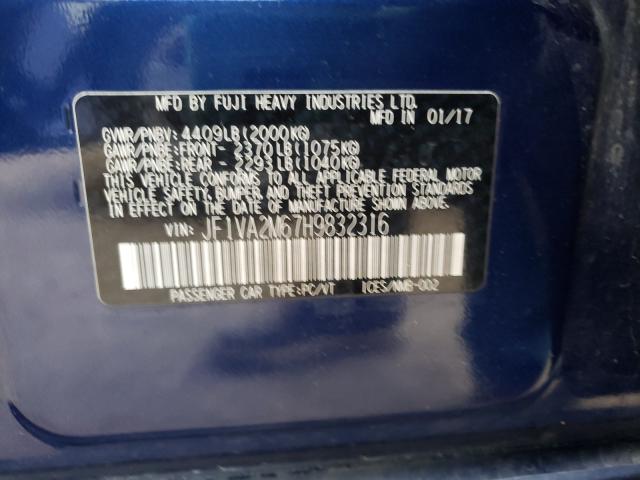 MFD BY FUJI HEAVY INDUSTRIES LTD.
MFD IN 01/17
GVWR/PNBV: 4409LB(2000KG)
GAWR/PNBE:FRONT- 2370LB(1075KG)
GAWR/PNBE:REAR - 2293LB(1040KG)
THIS VEHICLE CONFORMS TO ALL APPLICABLE FEDERAL MOTOR
VEHICLE SAFETY,BUMPER AND THEFT PREVENTION STANDARDS
IN EFFECT ON THE DATE OF MANUFACTURE SHOWN ABOVE.
VIN: JF1VA2M67H9832316
PASSENGER CAR TYPE:PC/VT ICES/NMB-002